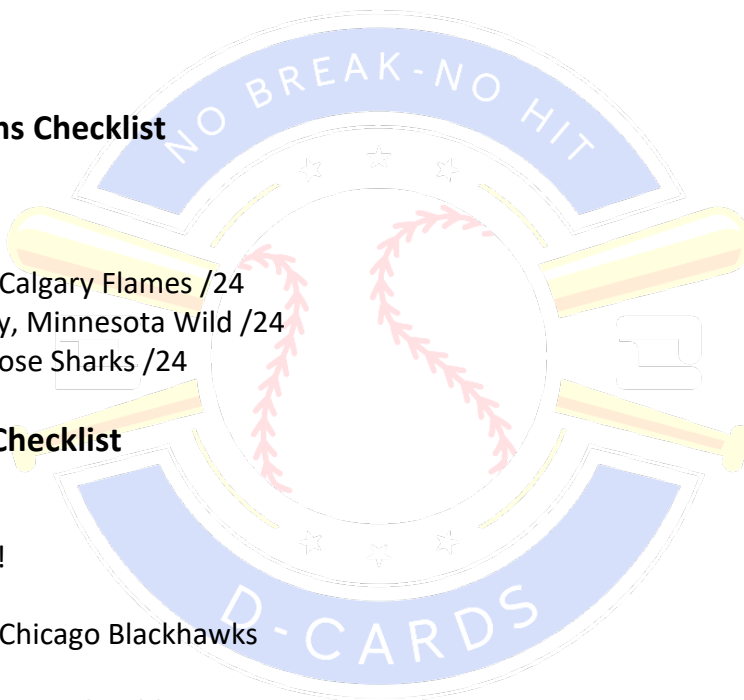 NO BREAK-NO HIT
ns Checklist
Calgary Flames /24
y, Minnesota Wild /24
ose Sharks /24
Checklist
!
Chicago Blackhawks
D-CARDS